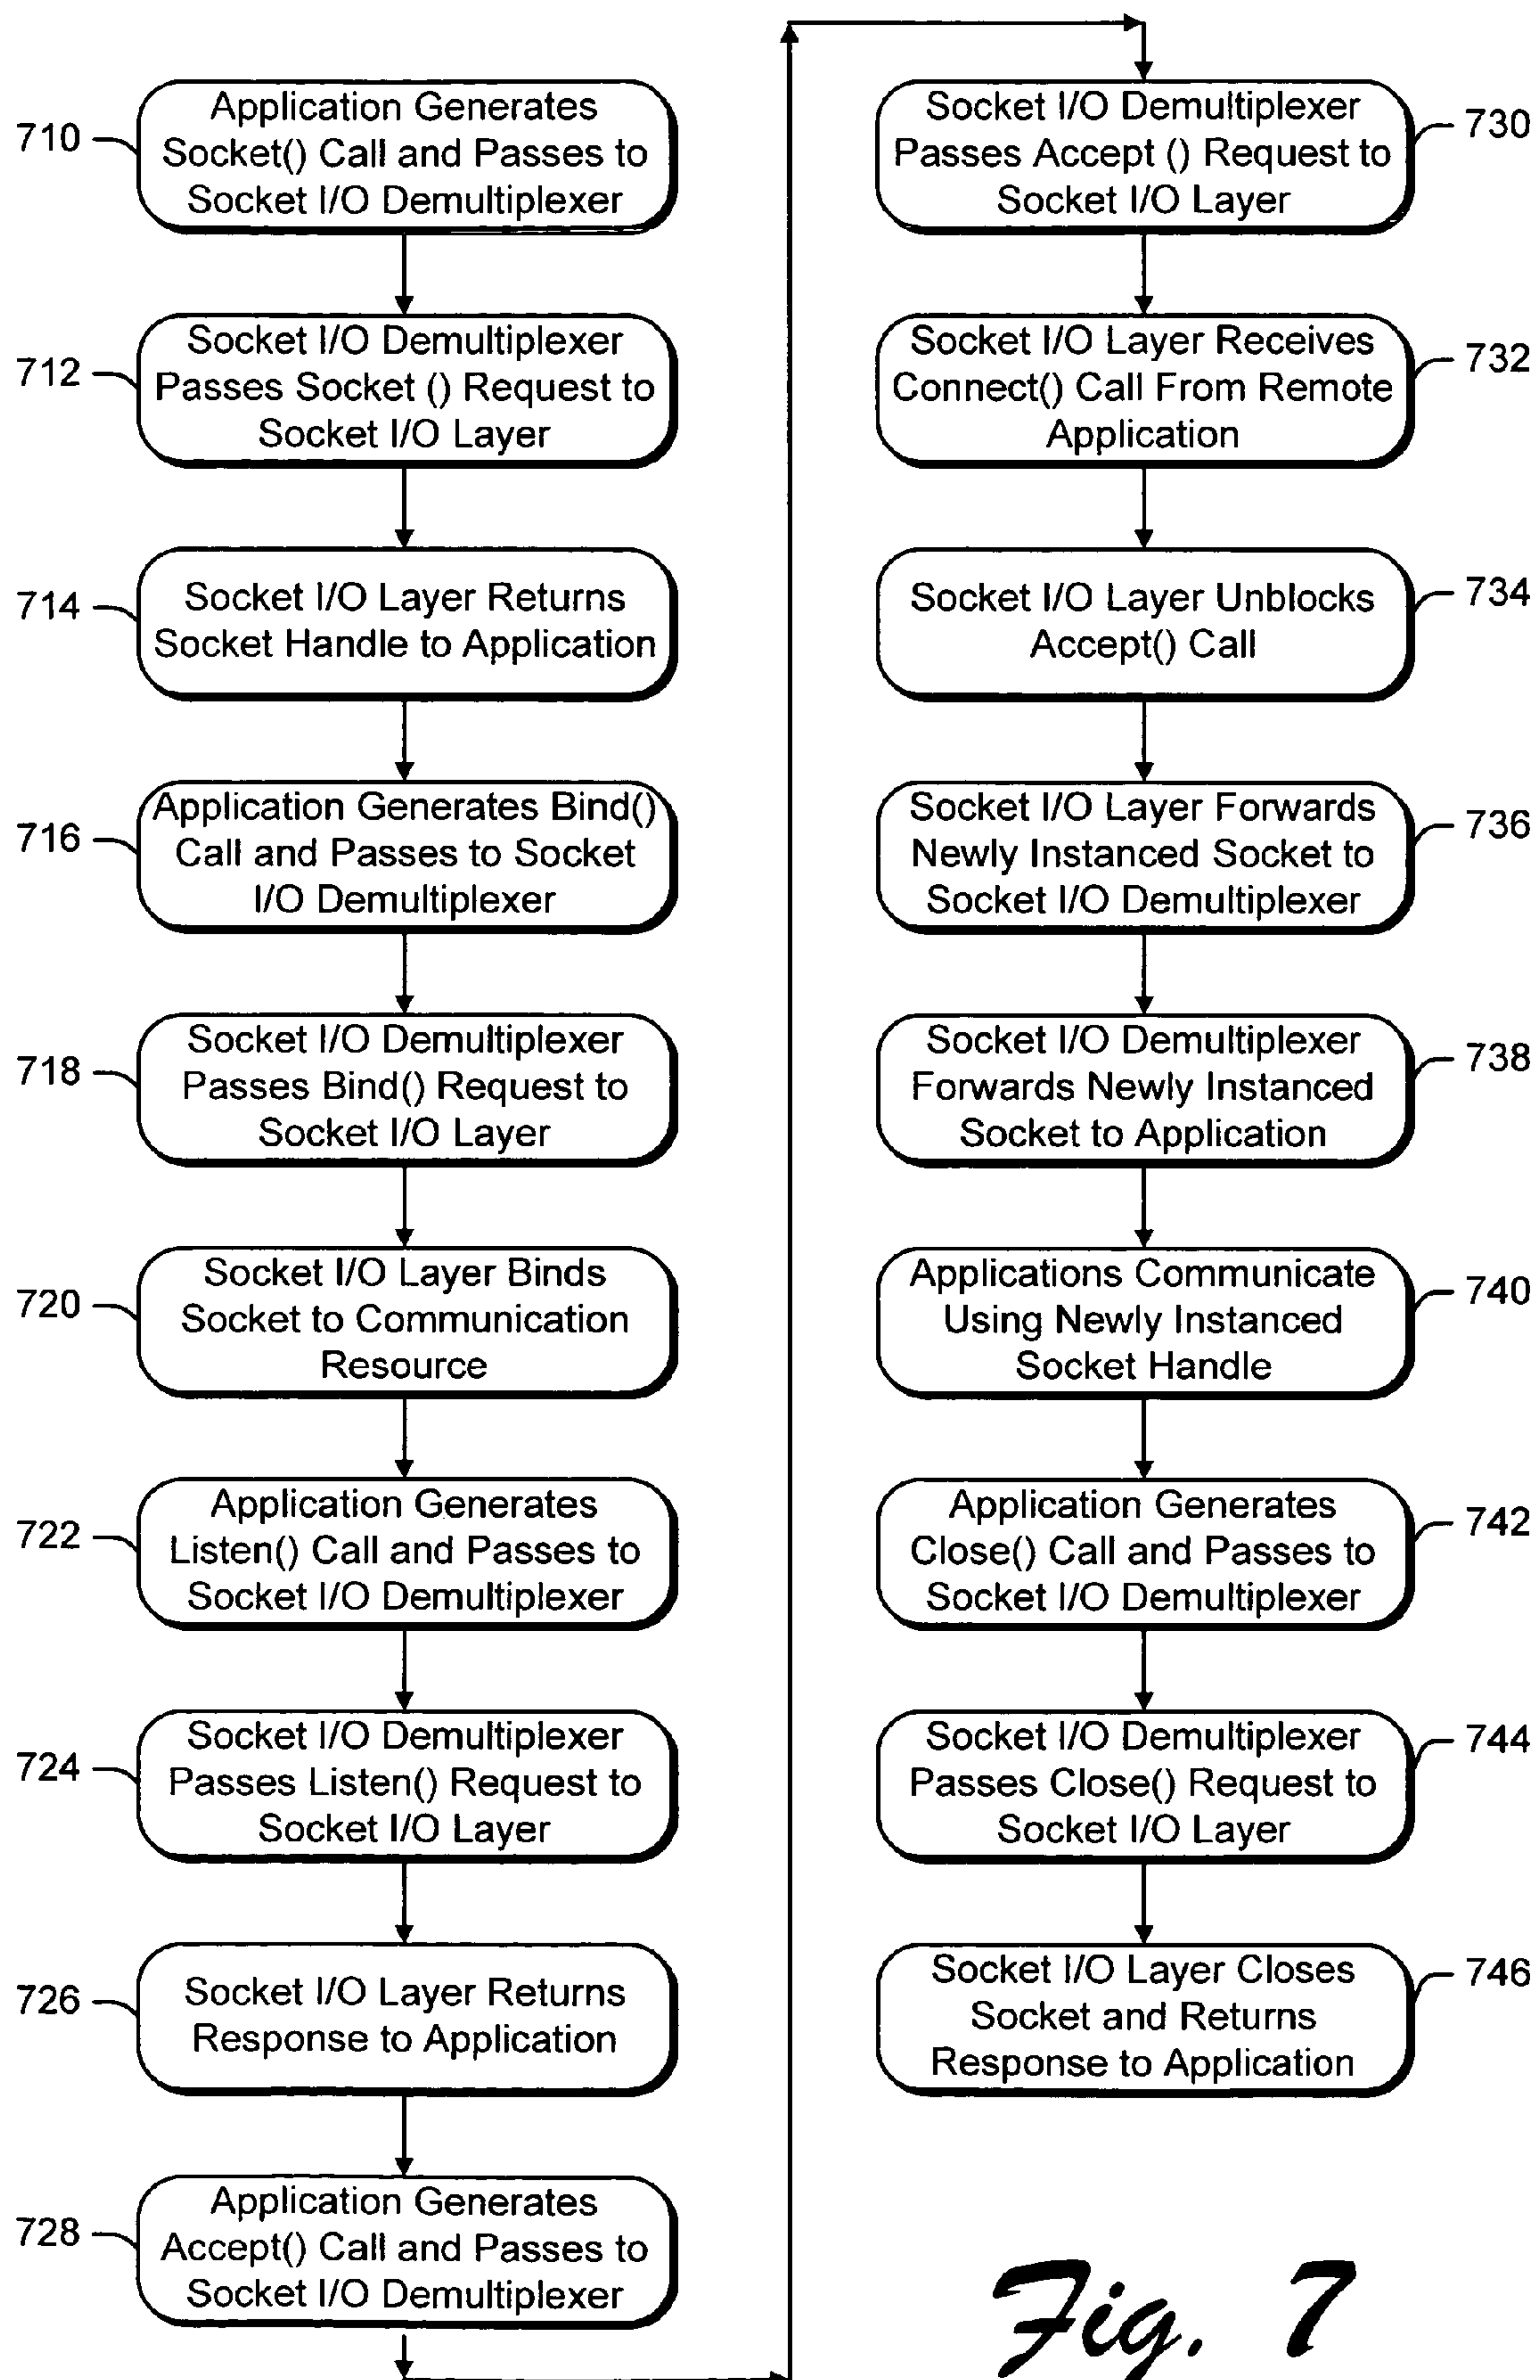 710
Application Generates
Socket() Call and Passes to
Socket I/O Demultiplexer
712
Socket I/O Demultiplexer
Passes Socket () Request to
Socket I/O Layer
714
Socket I/O Layer Returns
Socket Handle to Application
716
Application Generates Bind()
Call and Passes to Socket
I/O Demultiplexer
718
Socket I/O Demultiplexer
Passes Bind() Request to
Socket I/O Layer
720
Socket I/O Layer Binds
Socket to Communication
Resource
722
Application Generates
Listen() Call and Passes to
Socket I/O Demultiplexer
724
Socket I/O Demultiplexer
Passes Listen() Request to
Socket I/O Layer
726
Socket I/O Layer Returns
Response to Application
728
Application Generates
Accept() Call and Passes to
Socket I/O Demultiplexer
Socket I/O Demultiplexer
Passes Accept () Request to
Socket I/O Layer
730
Socket I/O Layer Receives
Connect() Call From Remote
Application
732
Socket I/O Layer Unblocks
Accept() Call
734
Socket I/O Layer Forwards
Newly Instanced Socket to
Socket I/O Demultiplexer
736
Socket I/O Demultiplexer
Forwards Newly Instanced
Socket to Application
738
Applications Communicate
Using Newly Instanced
Socket Handle
740
Application Generates
Close() Call and Passes to
Socket I/O Demultiplexer
742
Socket I/O Demultiplexer
Passes Close() Request to
Socket I/O Layer
744
Socket I/O Layer Closes
Socket and Returns
Response to Application
746
Fig. 7